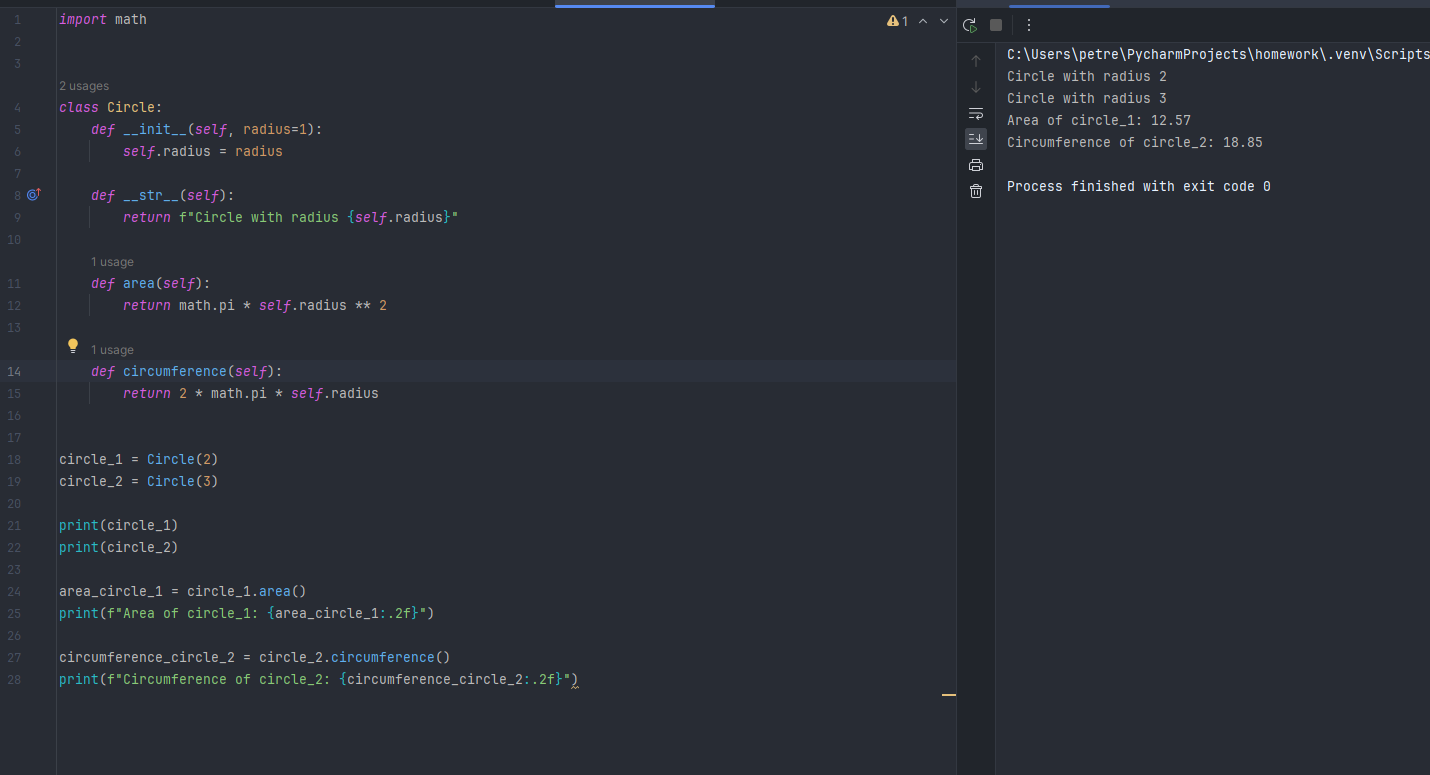 1 import math
⚠1
2
3
2 usages
4 class Circle:
5     def __init__(self, radius=1):
6         self.radius = radius
7
8     def __str__(self):
9         return f"Circle with radius {self.radius}"
10
1 usage
11     def area(self):
12         return math.pi * self.radius ** 2
13
1 usage
14     def circumference(self):
15         return 2 * math.pi * self.radius
16
17
18 circle_1 = Circle(2)
19 circle_2 = Circle(3)
20
21 print(circle_1)
22 print(circle_2)
23
24 area_circle_1 = circle_1.area()
25 print(f"Area of circle_1: {area_circle_1:.2f}")
26
27 circumference_circle_2 = circle_2.circumference()
28 print(f"Circumference of circle_2: {circumference_circle_2:.2f}")
C:\Users\petre\PycharmProjects\homework\.venv\Scripts
Circle with radius 2
Circle with radius 3
Area of circle_1: 12.57
Circumference of circle_2: 18.85
Process finished with exit code 0